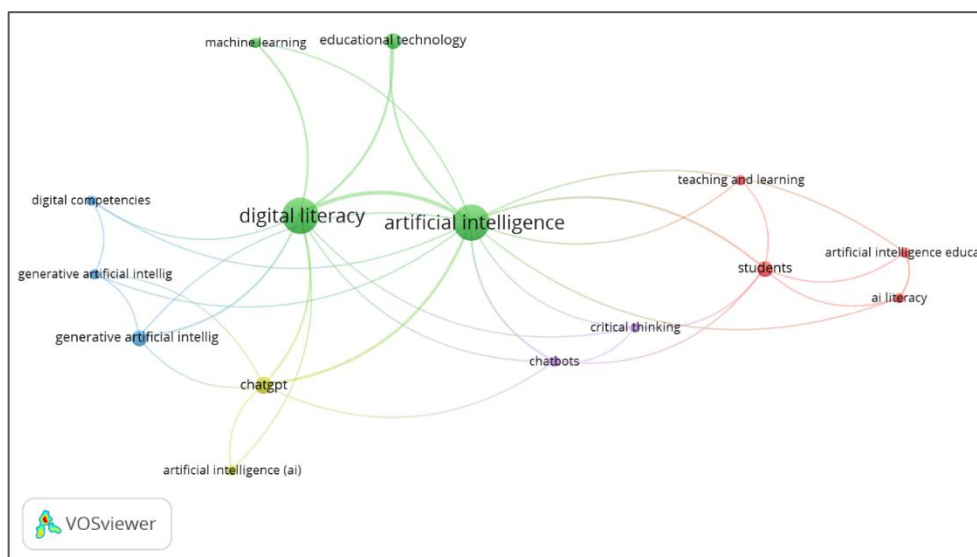 machine learning
educational technology
digital competencies
digital literacy
artificial intelligence
teaching and learning
generative artificial intellig
students
artificial intelligence educa
ai literacy
generative artificial intellig
critical thinking
chatbots
chatgpt
artificial intelligence (ai)
VOSviewer